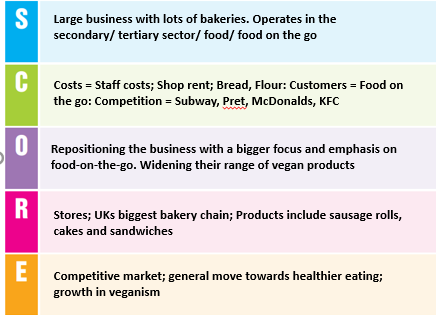 S
Large business with lots of bakeries. Operates in the
secondary/ tertiary sector/ food/ food on the go
C
Costs = Staff costs; Shop rent; Bread, Flour: Customers = Food on
the go: Competition = Subway, Pret, McDonalds, KFC
O
Repositioning the business with a bigger focus and emphasis on
food-on-the-go. Widening their range of vegan products
R
Stores; UKs biggest bakery chain; Products include sausage rolls,
cakes and sandwiches
E
Competitive market; general move towards healthier eating;
growth in veganism